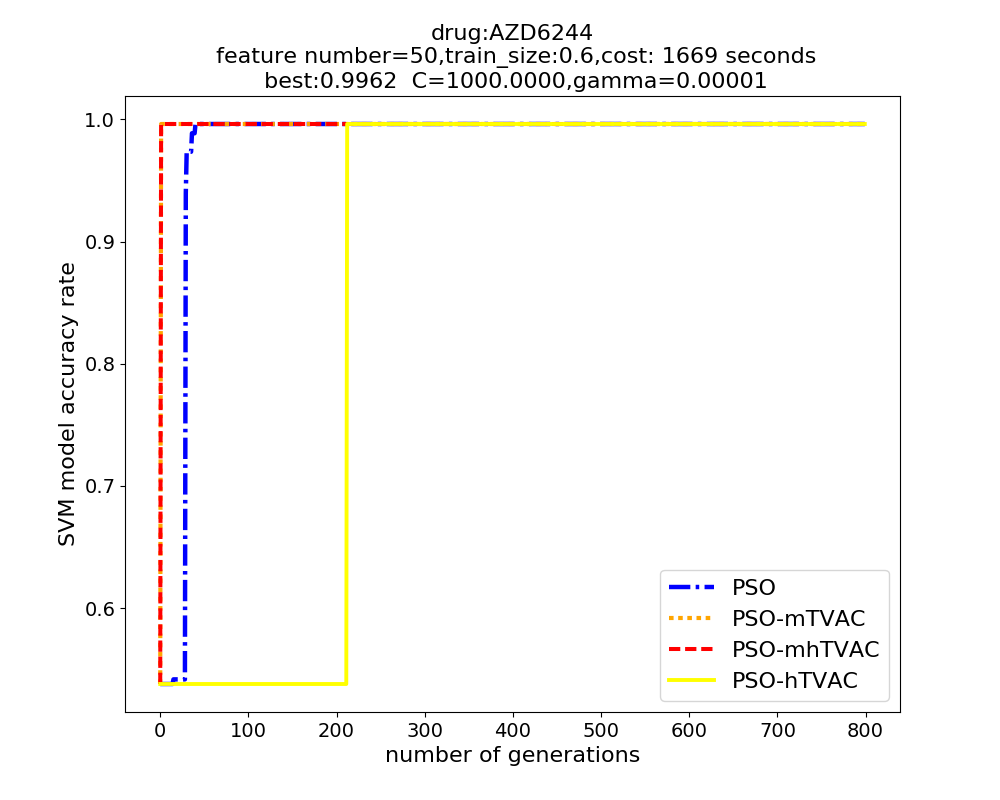 drug:AZD6244
feature number=50,train_size:0.6,cost: 1669 seconds
best:0.9962  C=1000.0000,gamma=0.00001
SVM model accuracy rate
1.0
0.9
0.8
0.7
0.6
PSO
PSO-mTVAC
PSO-mhTVAC
PSO-hTVAC
0 100 200 300 400 500 600 700 800
number of generations